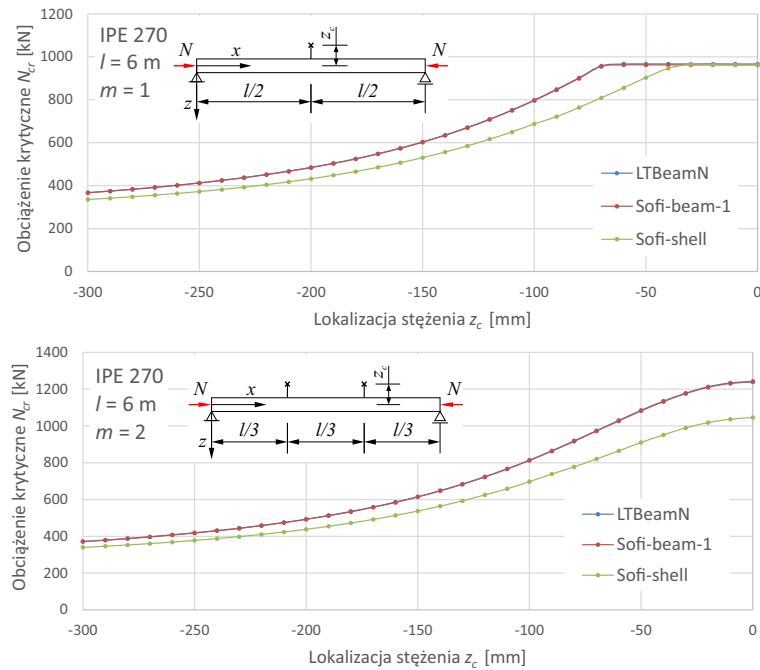 Obciążenie krytyczne N_cr [kN]
1200
1000
800
600
400
200
0
IPE 270
l = 6 m
m = 1
N
x
z_c
N
z
l/2
l/2
LTBeamN
Sofi-beam-1
Sofi-shell
-300
-250
-200
-150
-100
-50
0
Lokalizacja stężenia z_c [mm]
Obciążenie krytyczne N_cr [kN]
1400
1200
1000
800
600
400
200
0
IPE 270
l = 6 m
m = 2
N
x
z_c
N
z
l/3
l/3
l/3
LTBeamN
Sofi-beam-1
Sofi-shell
-300
-250
-200
-150
-100
-50
0
Lokalizacja stężenia z_c [mm]